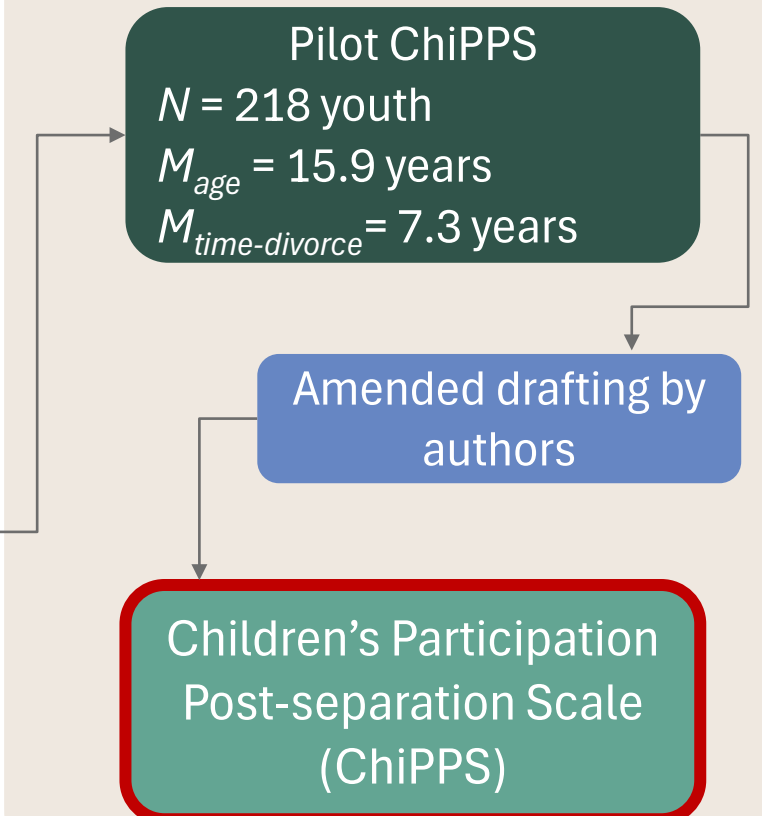 Pilot ChiPPS
N = 218 youth
Mage = 15.9 years
Mtime-divorce= 7.3 years
Amended drafting by
authors
Children’s Participation
Post-separation Scale
(ChiPPS)